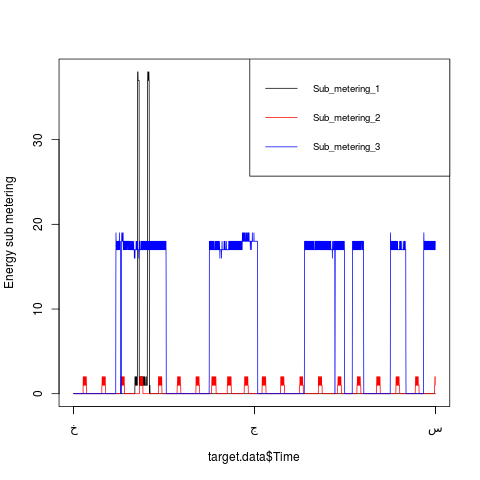 Sub_metering_1
Sub_metering_2
Sub_metering_3
Energy sub metering
30
20
10
0
خ ج س
target.data$Time